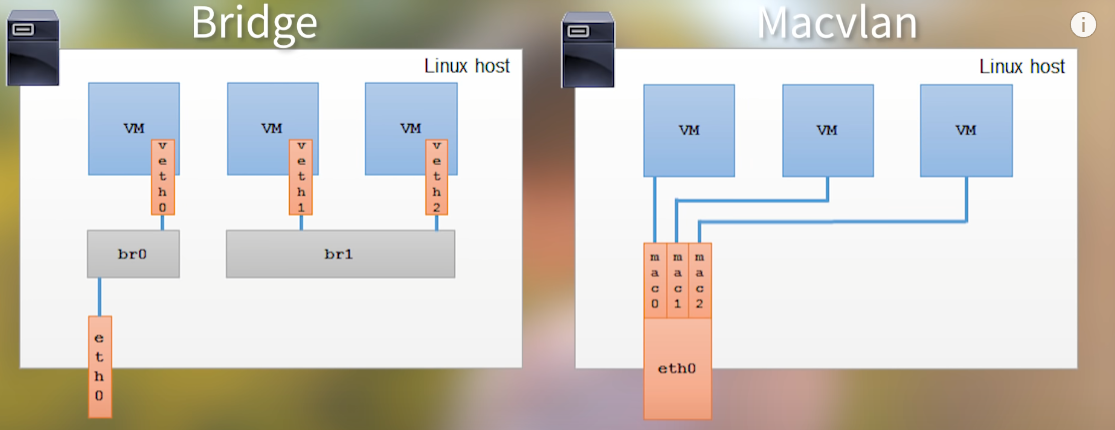 Bridge
Linux host
VM
VM
VM
veth0
veth1
veth2
br0
br1
eth0
Macvlan
i
Linux host
VM
VM
VM
mac0
mac1
mac2
eth0